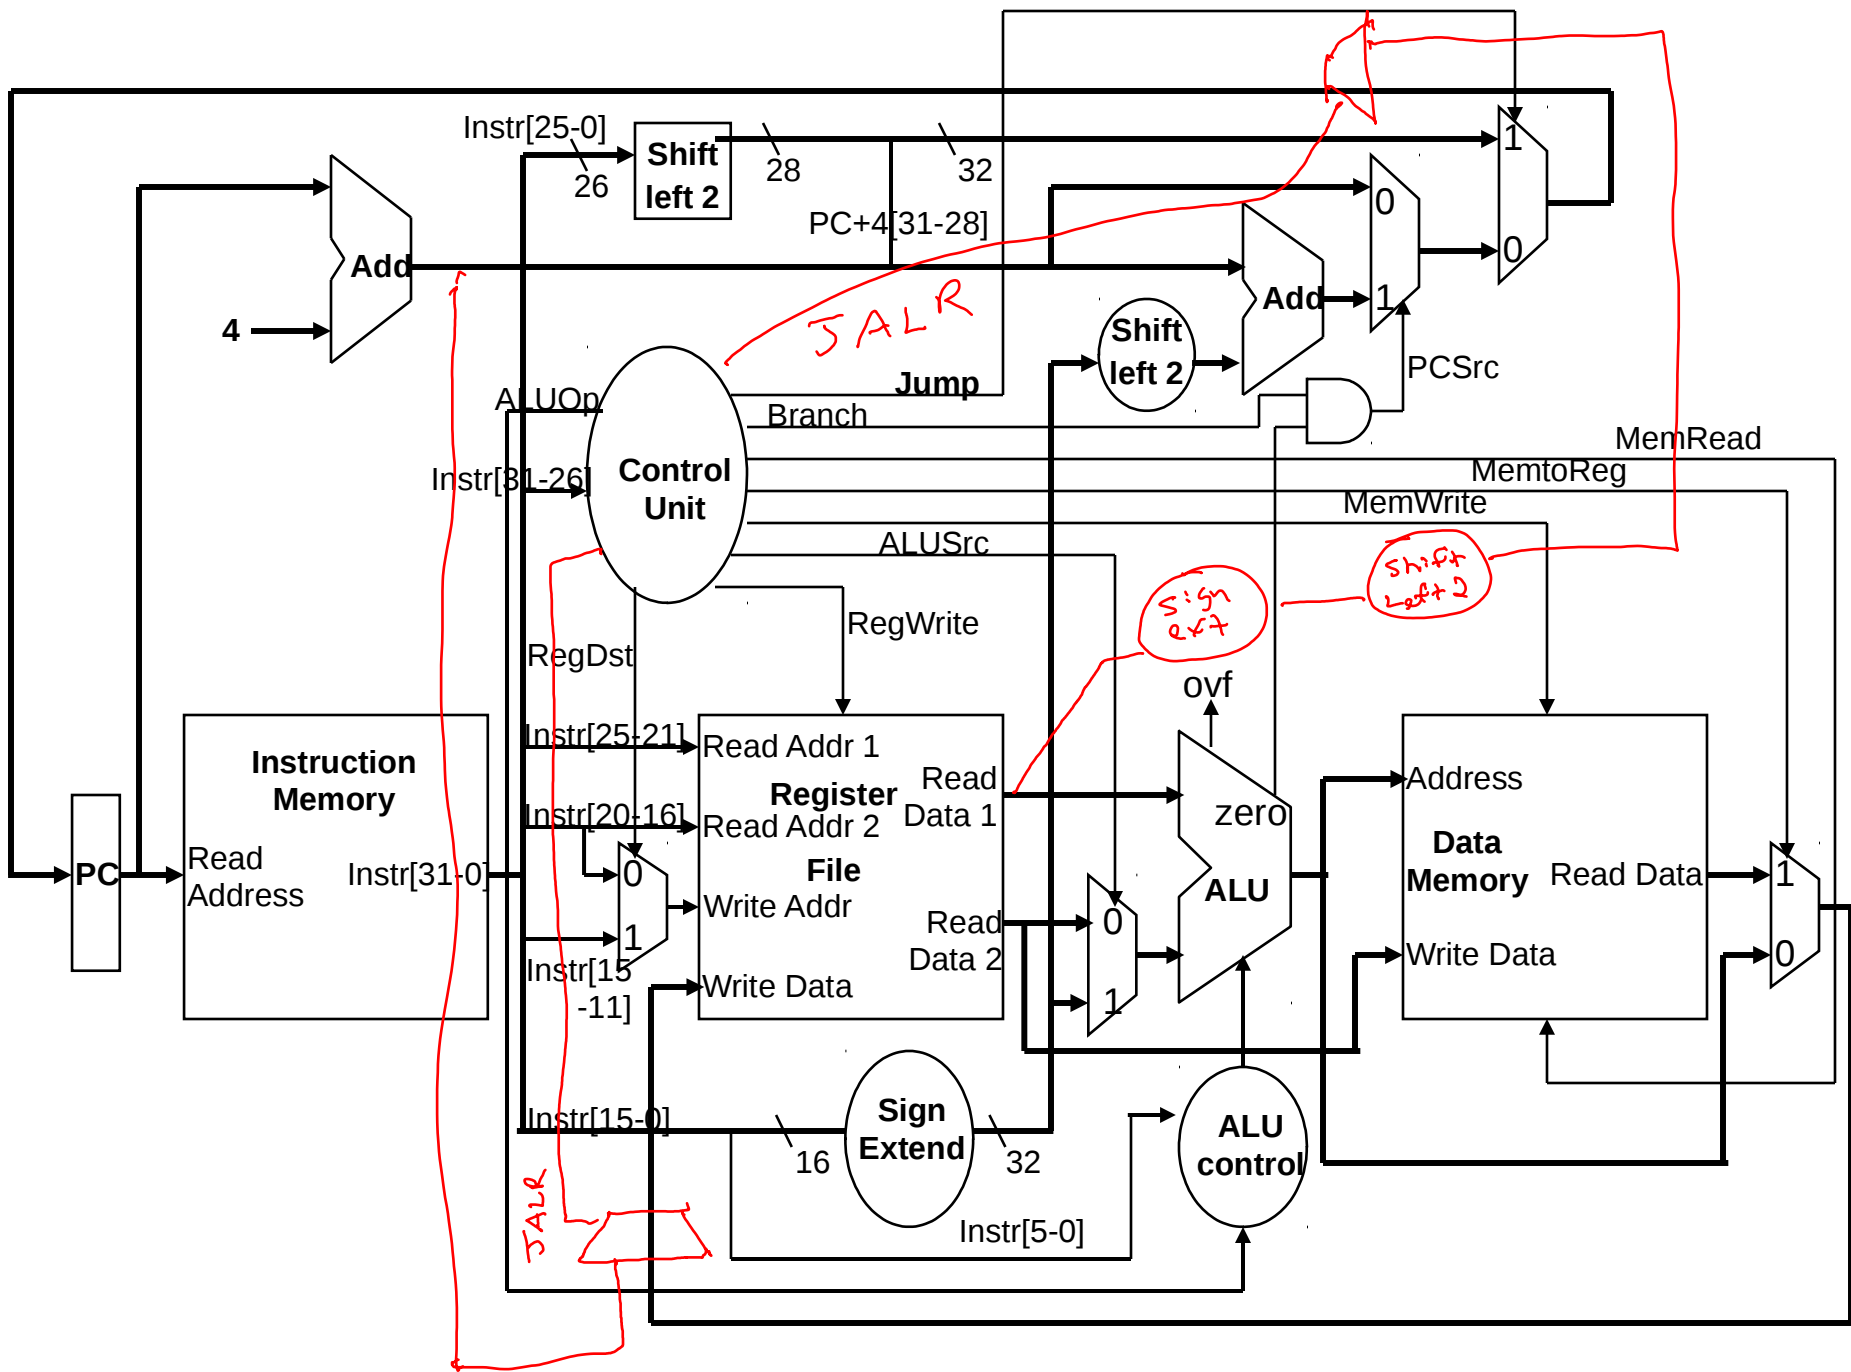 Instr[25-0]
26
Shift
left 2
28
32
PC+4[31-28]
1
0
0
1
Add
4
Add
Shift
left 2
JALR
PCSrc
ALUOp
Jump
Branch
Instr[31-26]
Control
Unit
MemRead
MemtoReg
MemWrite
ALUSrc
Shift
Left 2
Sign
ext
RegWrite
RegDst
ovf
Instruction
Memory
Read
Address
Instr[31-0]
PC
Instr[25-21]
Instr[20-16]
0
1
Instr[15
-11]
Read Addr 1
Register
Read Addr 2
File
Write Addr
Write Data
Read
Data 1
Read
Data 2
0
1
zero
ALU
Address
Data
Memory
Read Data
Write Data
1
0
Instr[15-0]
16
Sign
Extend
32
ALU
control
Instr[5-0]
JALR